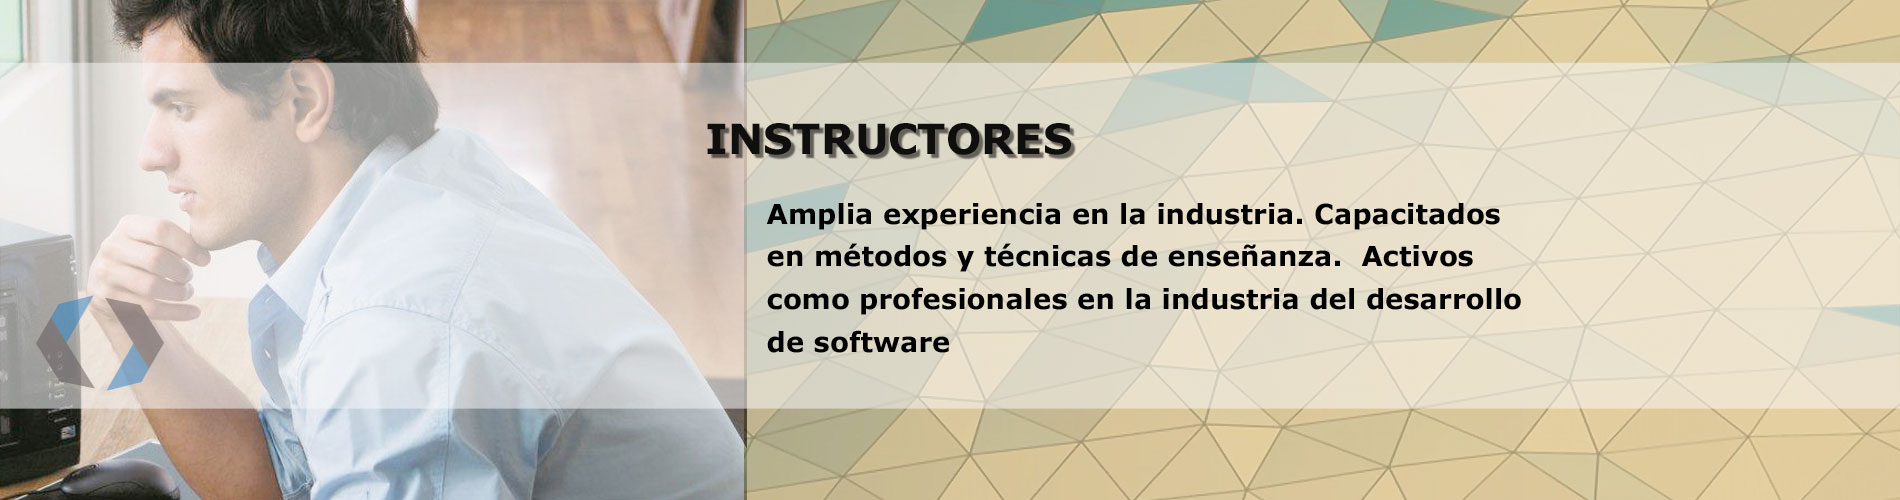 INSTRUCTORES
Amplia experiencia en la industria. Capacitados
en métodos y técnicas de enseñanza.  Activos
como profesionales en la industria del desarrollo
de software